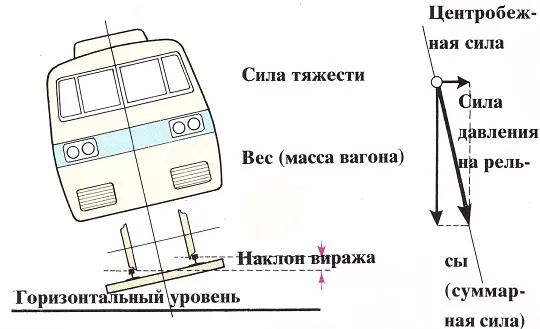 Центробеж-
ная сила
Сила тяжести
Сила
давления
на рель-
Вес (масса вагона)
Наклон виража
сы
(суммар-
ная сила)
Горизонтальный уровень